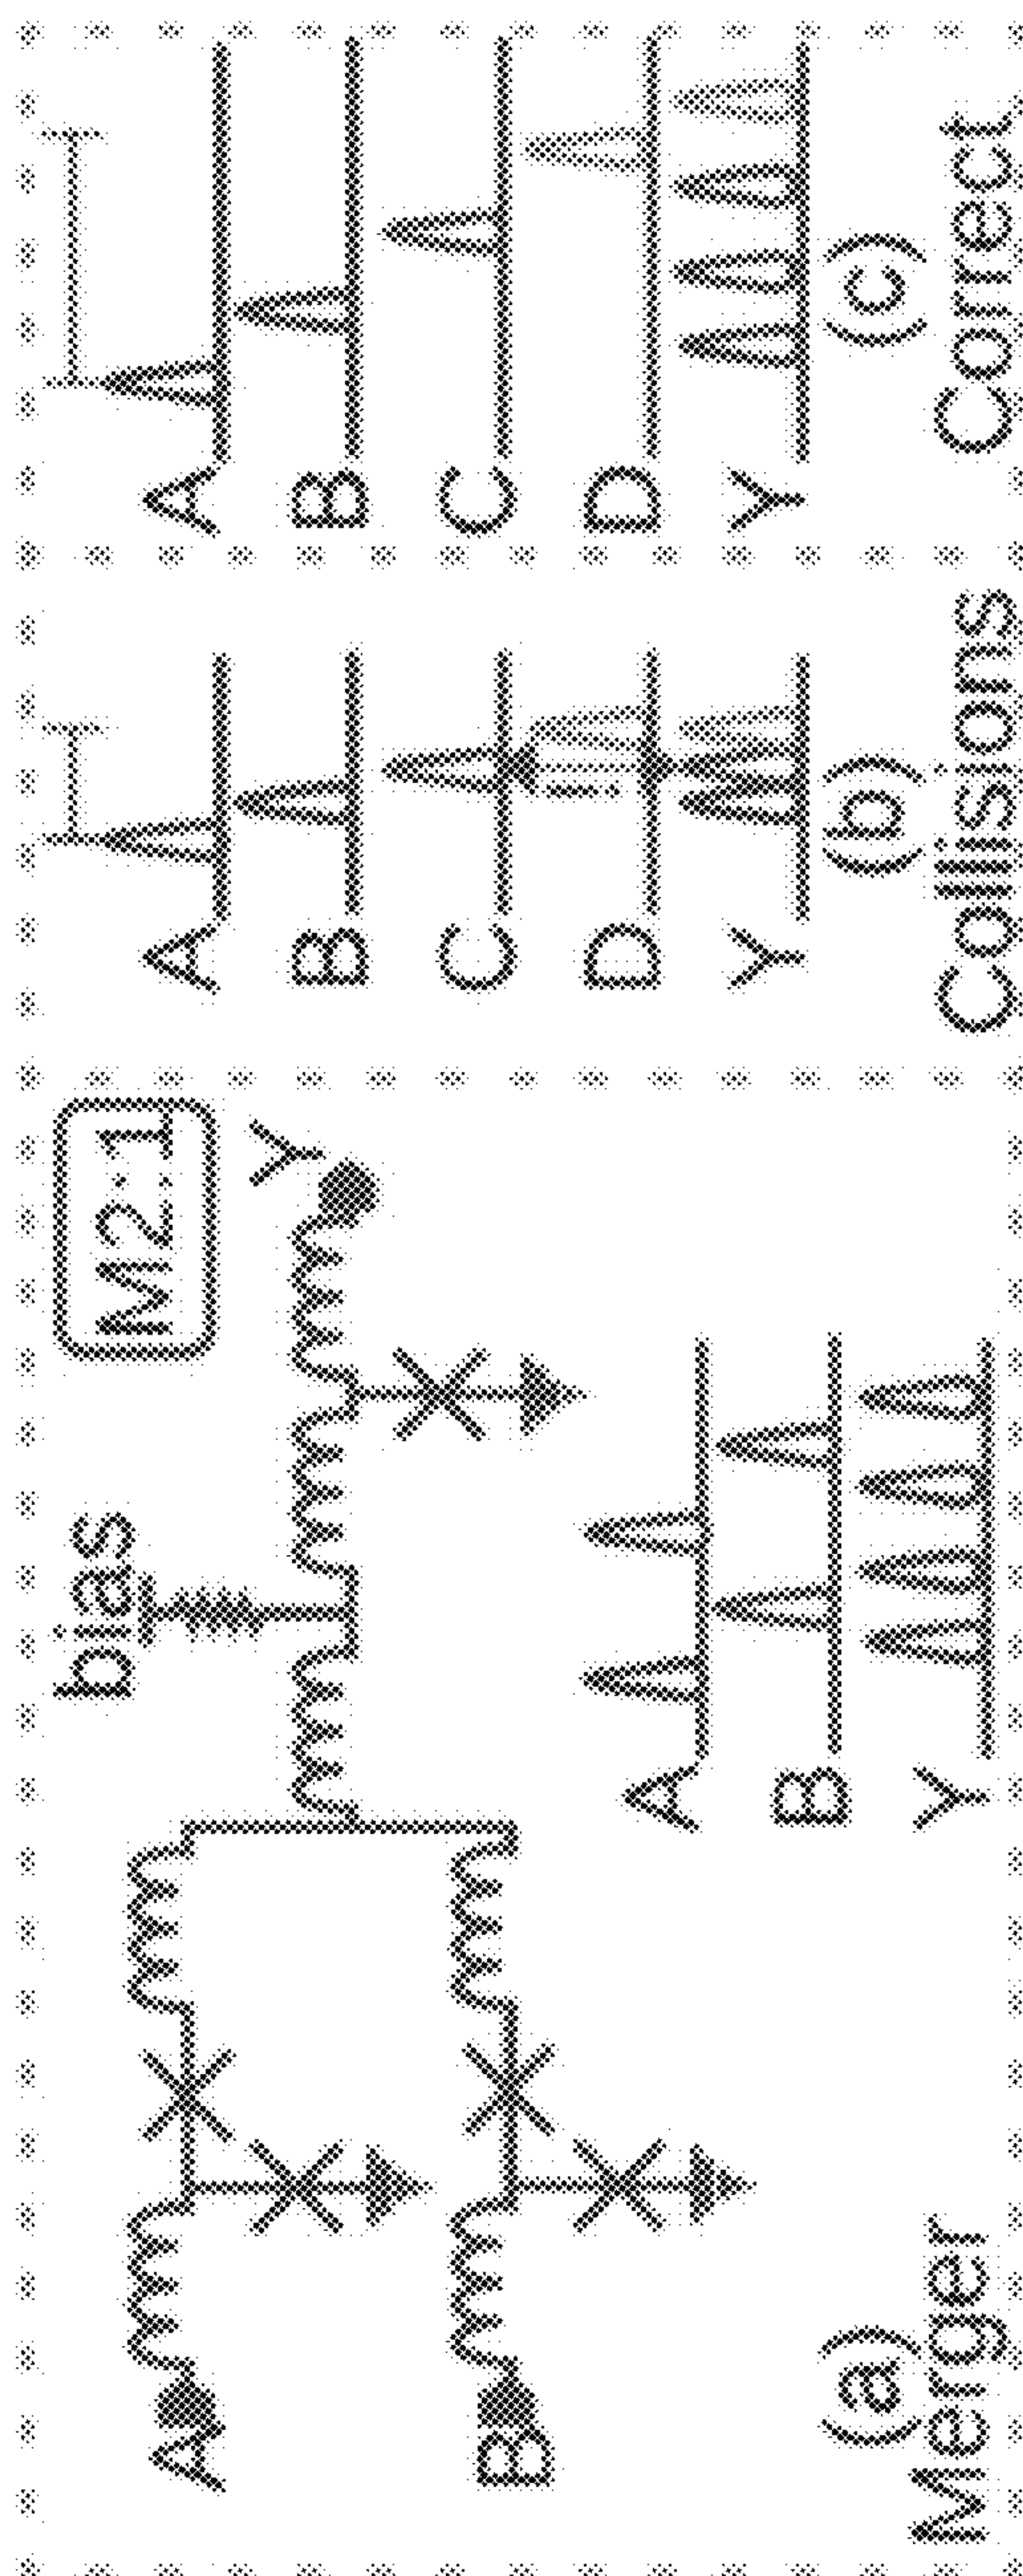 bias
M2:1
A
Y
B
A
B
Y
(a)
Merger
A
B
C
D
Y
(b)
Collisions
A
B
C
D
Y
(c)
Correct